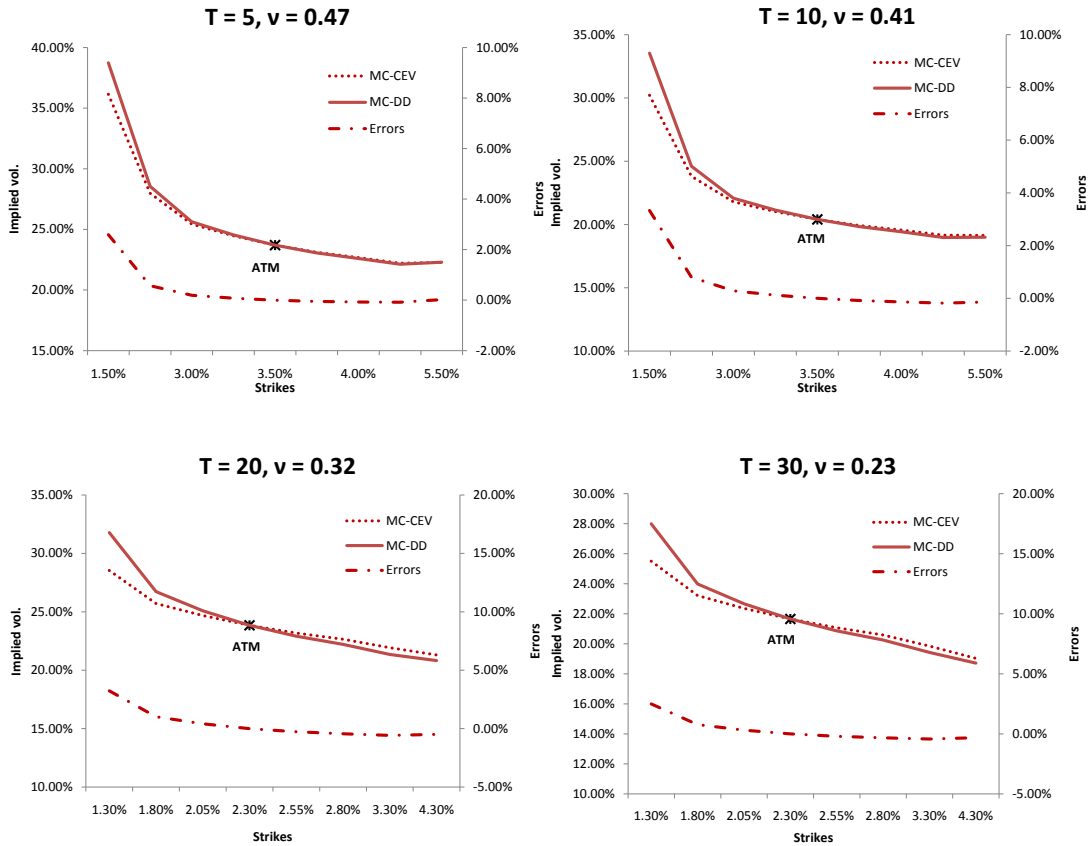 T = 5, ν = 0.47
40.00%
35.00%
30.00%
25.00%
20.00%
15.00%
Implied vol.
10.00%
8.00%
6.00%
4.00%
2.00%
0.00%
-2.00%
Errors
MC-CEV
MC-DD
Errors
ATM
1.50% 3.00% 3.50% 4.00% 5.50%
Strikes
T = 10, ν = 0.41
35.00%
30.00%
25.00%
20.00%
15.00%
10.00%
Implied vol.
10.00%
8.00%
6.00%
4.00%
2.00%
0.00%
-2.00%
Errors
MC-CEV
MC-DD
Errors
ATM
1.50% 3.00% 3.50% 4.00% 5.50%
Strikes
T = 20, ν = 0.32
35.00%
30.00%
25.00%
20.00%
15.00%
10.00%
Implied vol.
20.00%
15.00%
10.00%
5.00%
0.00%
-5.00%
Errors
MC-CEV
MC-DD
Errors
ATM
1.30% 1.80% 2.05% 2.30% 2.55% 2.80% 3.30% 4.30%
Strikes
T = 30, ν = 0.23
30.00%
28.00%
26.00%
24.00%
22.00%
20.00%
18.00%
16.00%
14.00%
12.00%
10.00%
Implied vol.
20.00%
15.00%
10.00%
5.00%
0.00%
-5.00%
Errors
MC-CEV
MC-DD
Errors
ATM
1.30% 1.80% 2.05% 2.30% 2.55% 2.80% 3.30% 4.30%
Strikes